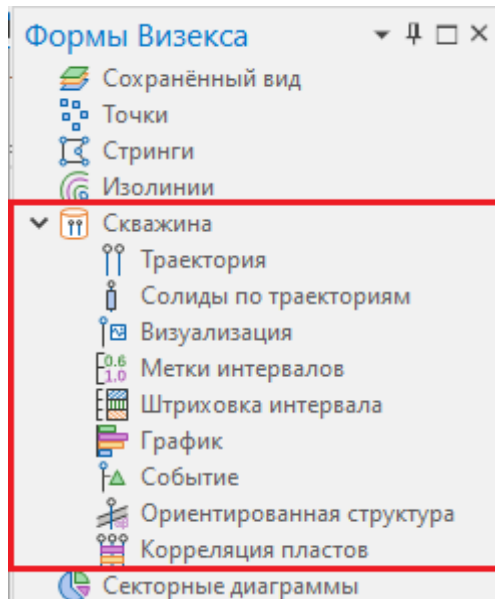 Формы Визекса
Сохранённый вид
Точки
Стринги
Изолинии
Скважина
Траектория
Солиды по траекториям
Визуализация
0.6
1.0
Метки интервалов
Штриховка интервала
График
Событие
Ориентированная структура
Корреляция пластов
Секторные диаграммы